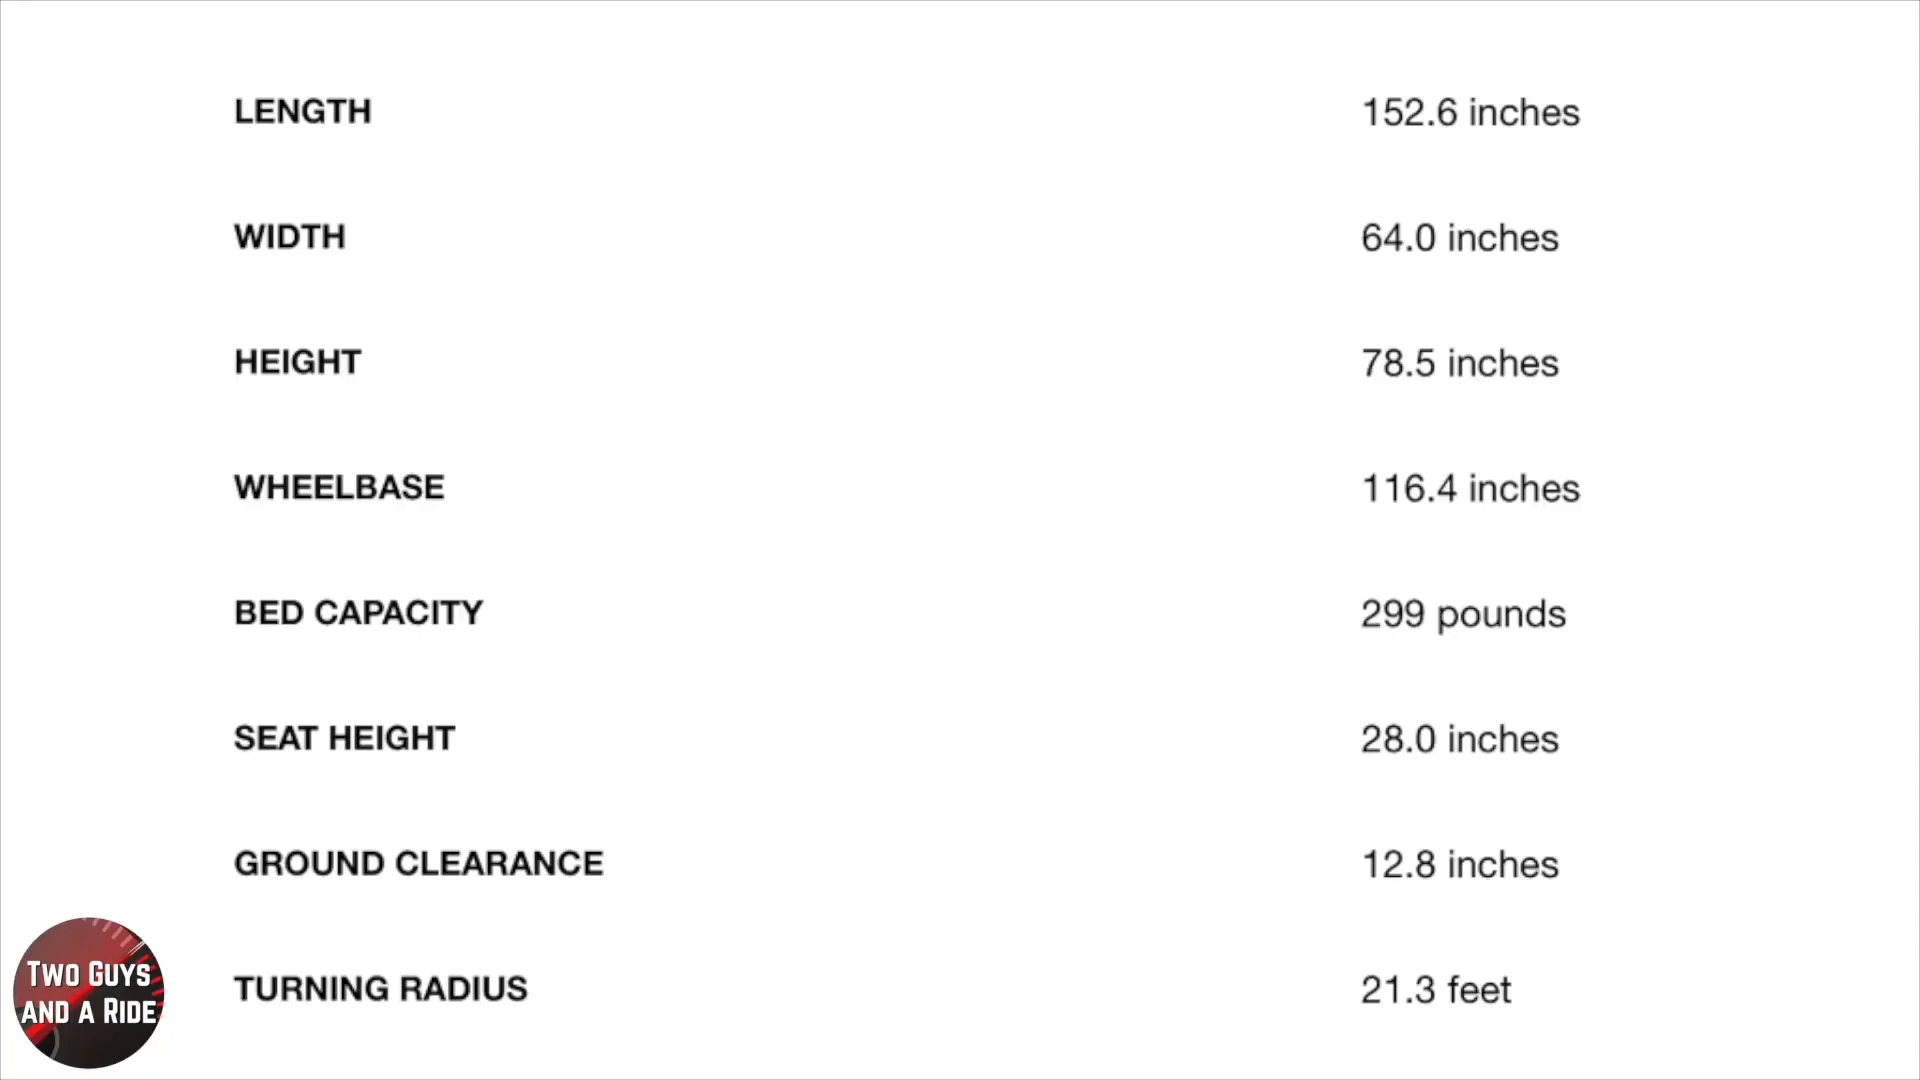 LENGTH 152.6 inches
WIDTH 64.0 inches
HEIGHT 78.5 inches
WHEELBASE 116.4 inches
BED CAPACITY 299 pounds
SEAT HEIGHT 28.0 inches
GROUND CLEARANCE 12.8 inches
TURNING RADIUS 21.3 feet
TWO GUYS
AND A RIDE